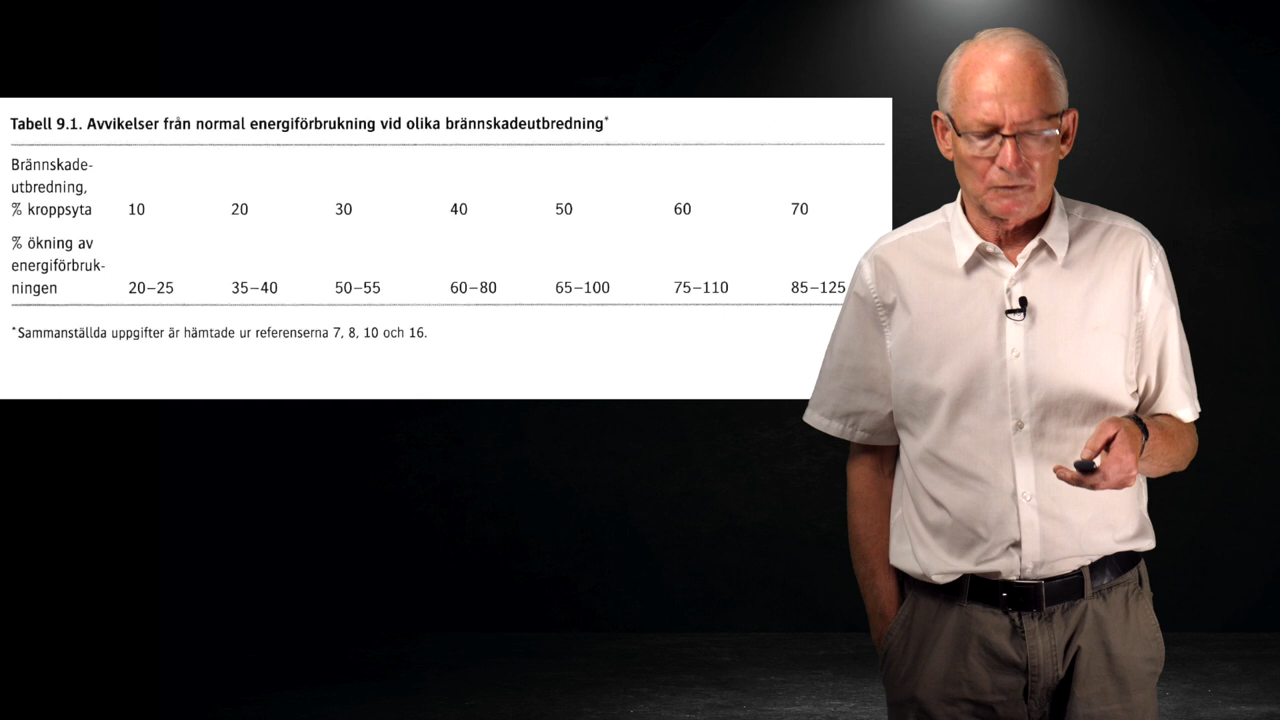 Tabell 9.1. Avvikelser från normal energiförbrukning vid olika brännskadeutbredning*
Brännskade-
utbredning,
% kroppsyta 10 20 30 40 50 60 70
% ökning av
energiförbruk-
ningen 20–25 35–40 50–55 60–80 65–100 75–110 85–125
*Sammanställda uppgifter är hämtade ur referenserna 7, 8, 10 och 16.